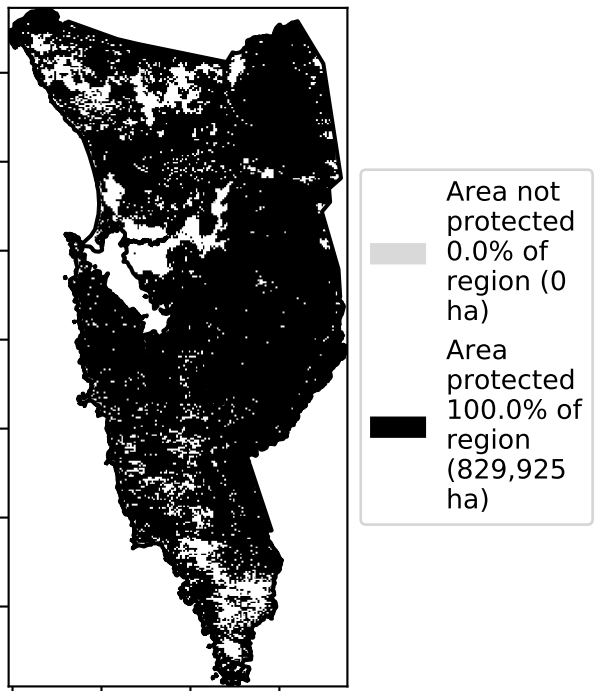 Area not
protected
0.0% of
region (0
ha)
Area
protected
100.0% of
region
(829,925
ha)